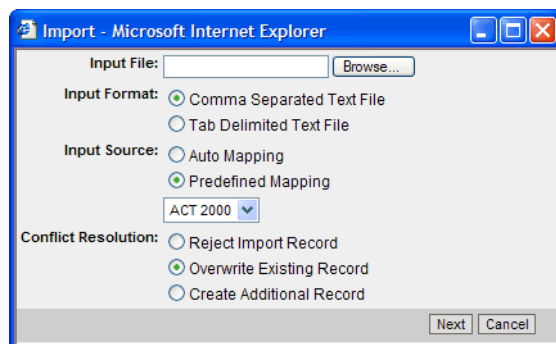 Import - Microsoft Internet Explorer
Input File: Browse...
Input Format: Comma Separated Text File
Tab Delimited Text File
Input Source: Auto Mapping
Predefined Mapping
ACT 2000
Conflict Resolution: Reject Import Record
Overwrite Existing Record
Create Additional Record
Next Cancel